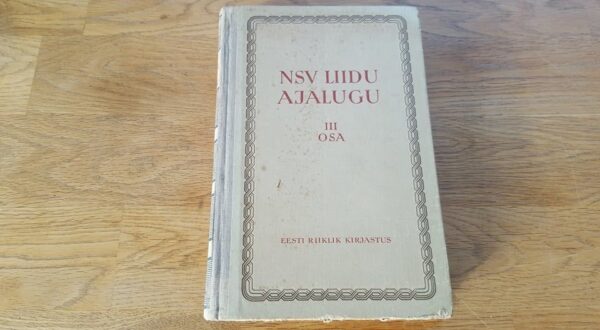 NSV LIIDU
AJALUGU
III
OSA
EESTI RIIKLIK KIRJASTUS